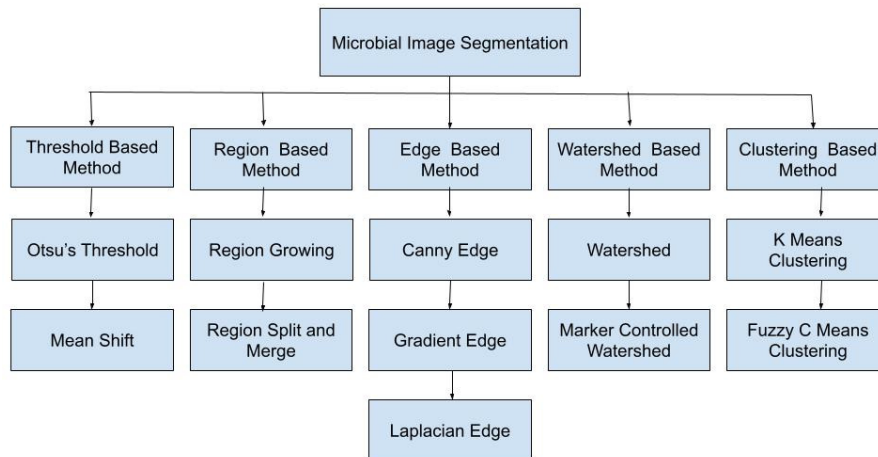 Microbial Image Segmentation
Threshold Based
Method
Region Based
Method
Edge Based
Method
Watershed Based
Method
Clustering Based
Method
Otsu's Threshold
Region Growing
Canny Edge
Watershed
K Means
Clustering
Mean Shift
Region Split and
Merge
Gradient Edge
Marker Controlled
Watershed
Fuzzy C Means
Clustering
Laplacian Edge